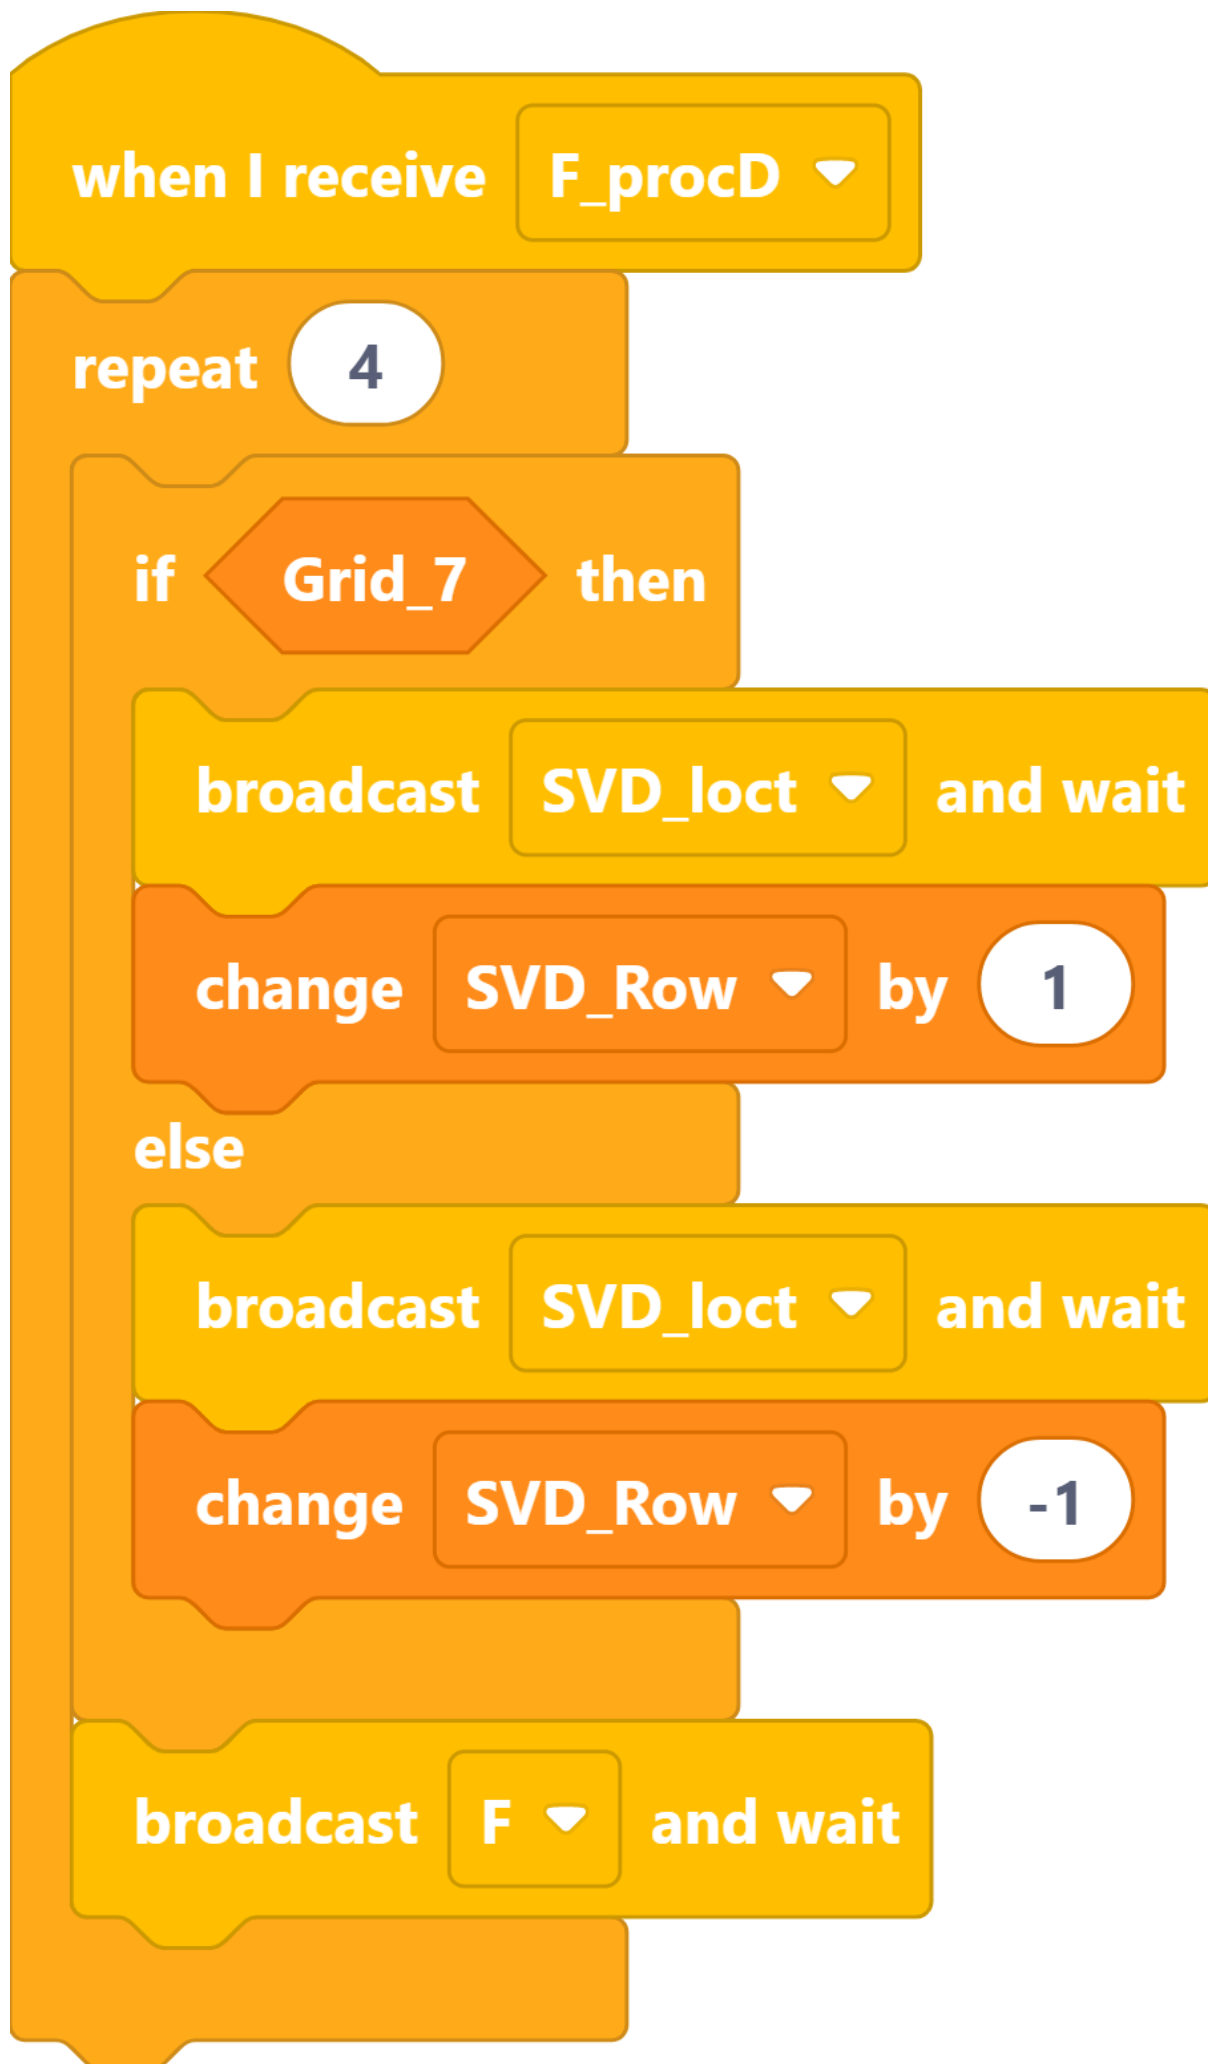 when I receive F_procD
repeat 4
if Grid_7 then
broadcast SVD_loct and wait
change SVD_Row by 1
else
broadcast SVD_loct and wait
change SVD_Row by -1
broadcast F and wait